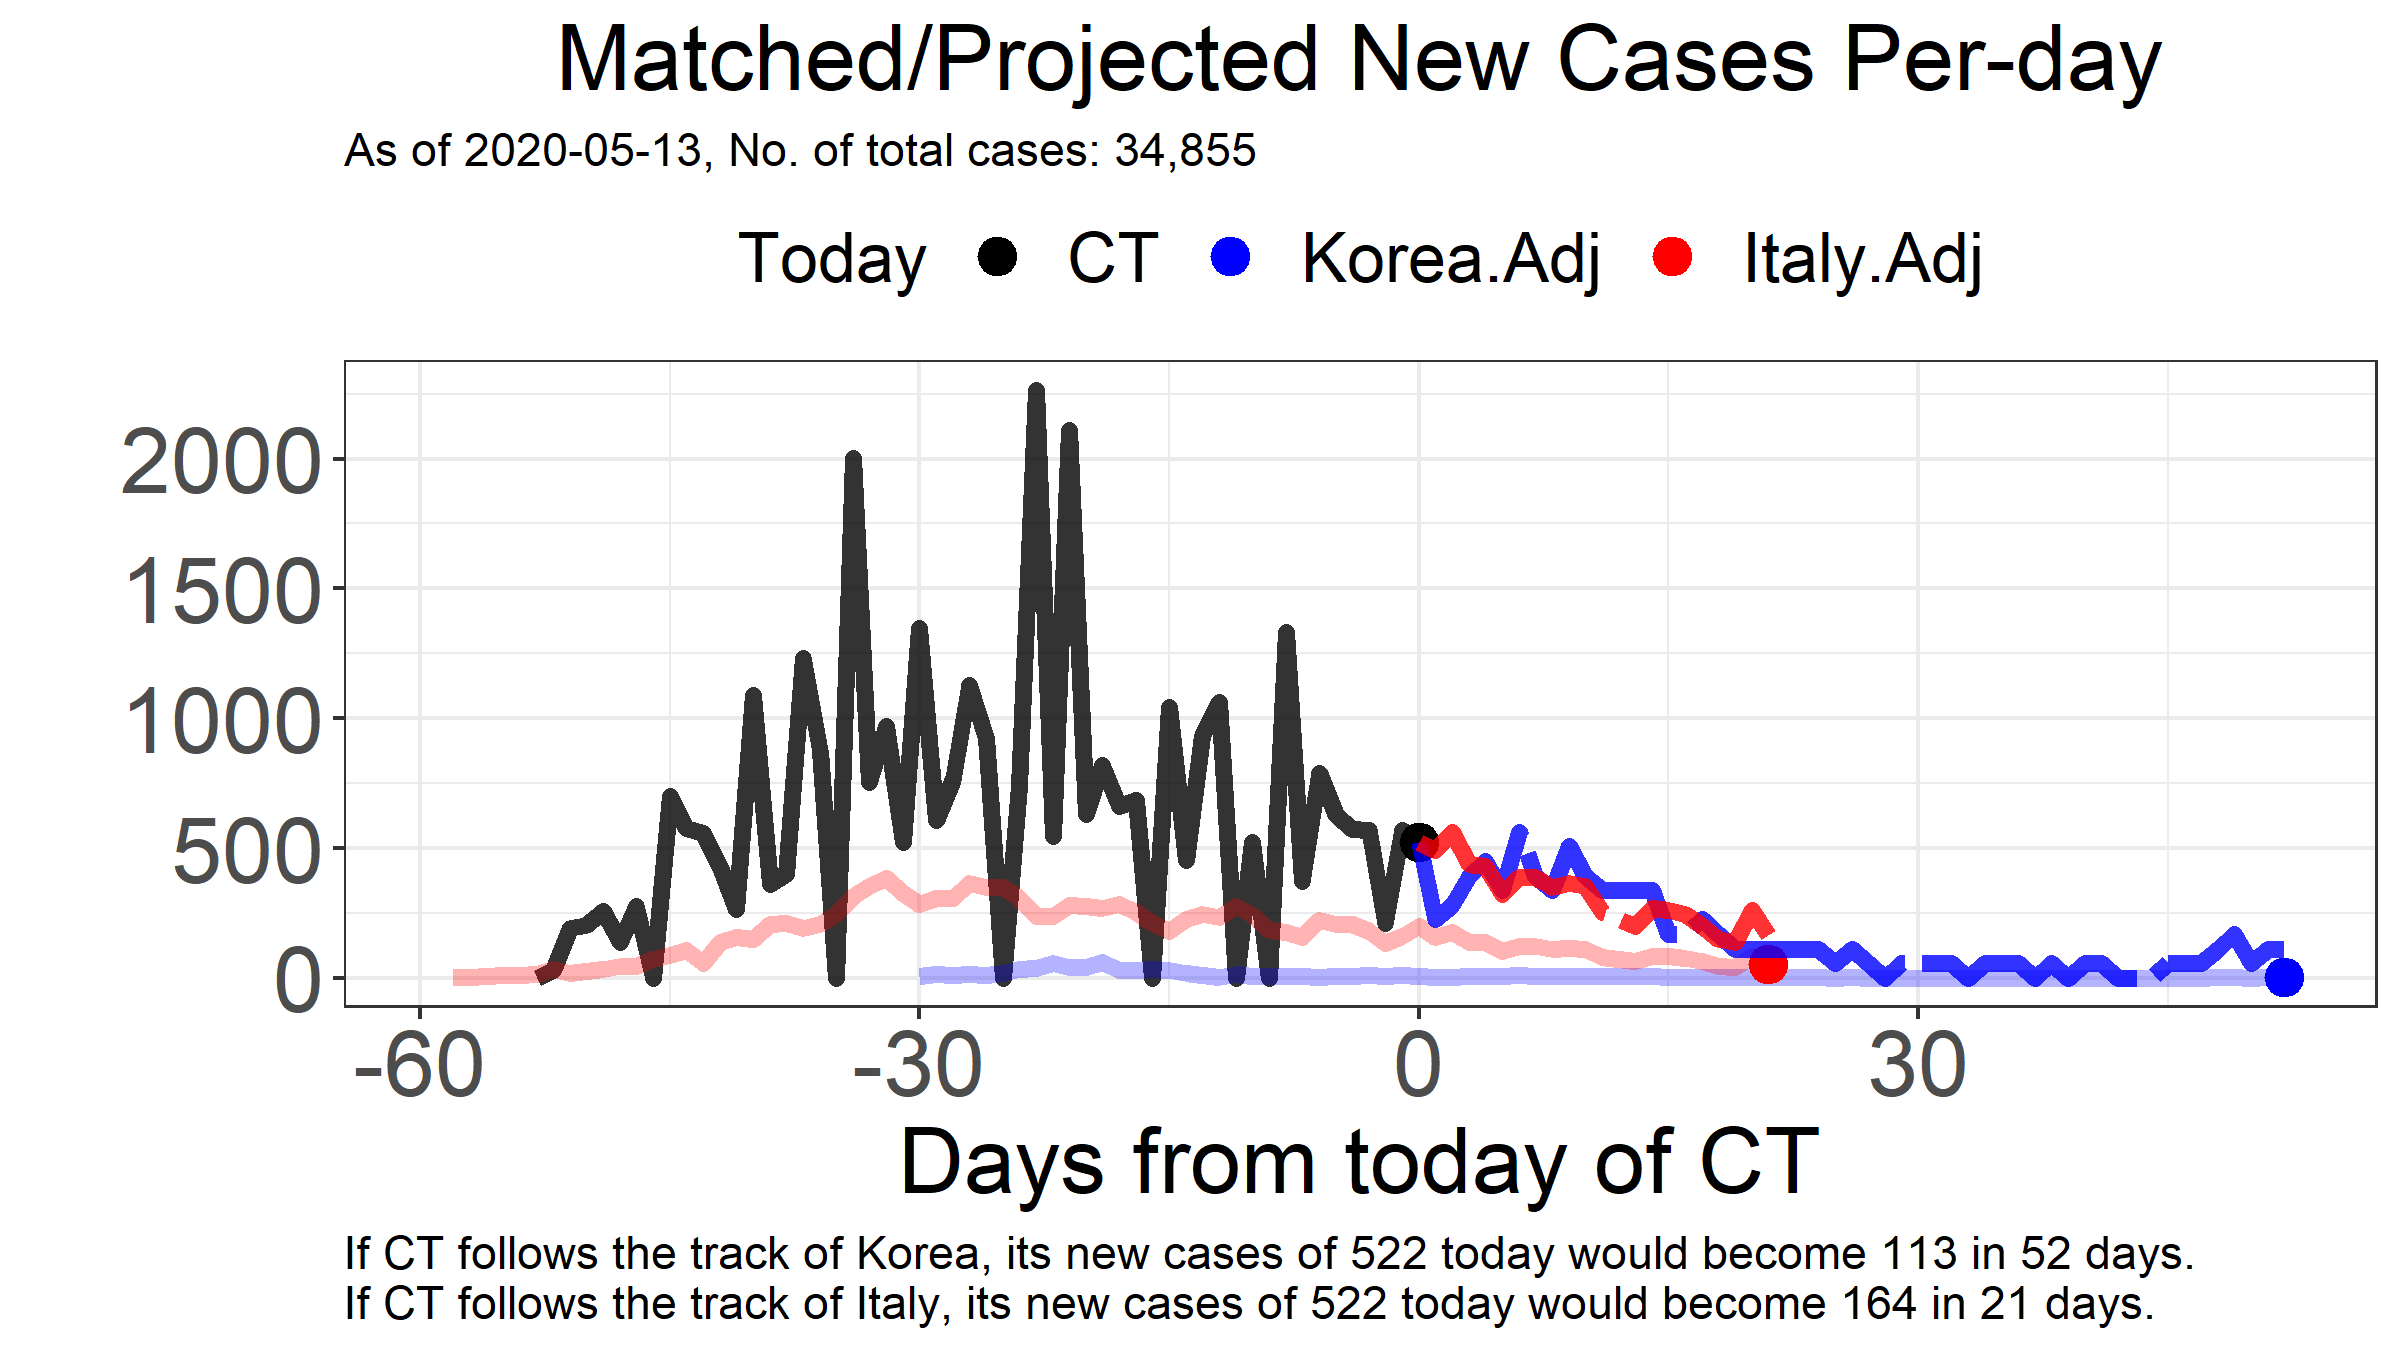 Matched/Projected New Cases Per-day
As of 2020-05-13, No. of total cases: 34,855
Today CT Korea.Adj Italy.Adj
2000
1500
1000
500
0
-60 -30 0 30
Days from today of CT
If CT follows the track of Korea, its new cases of 522 today would become 113 in 52 days.
If CT follows the track of Italy, its new cases of 522 today would become 164 in 21 days.